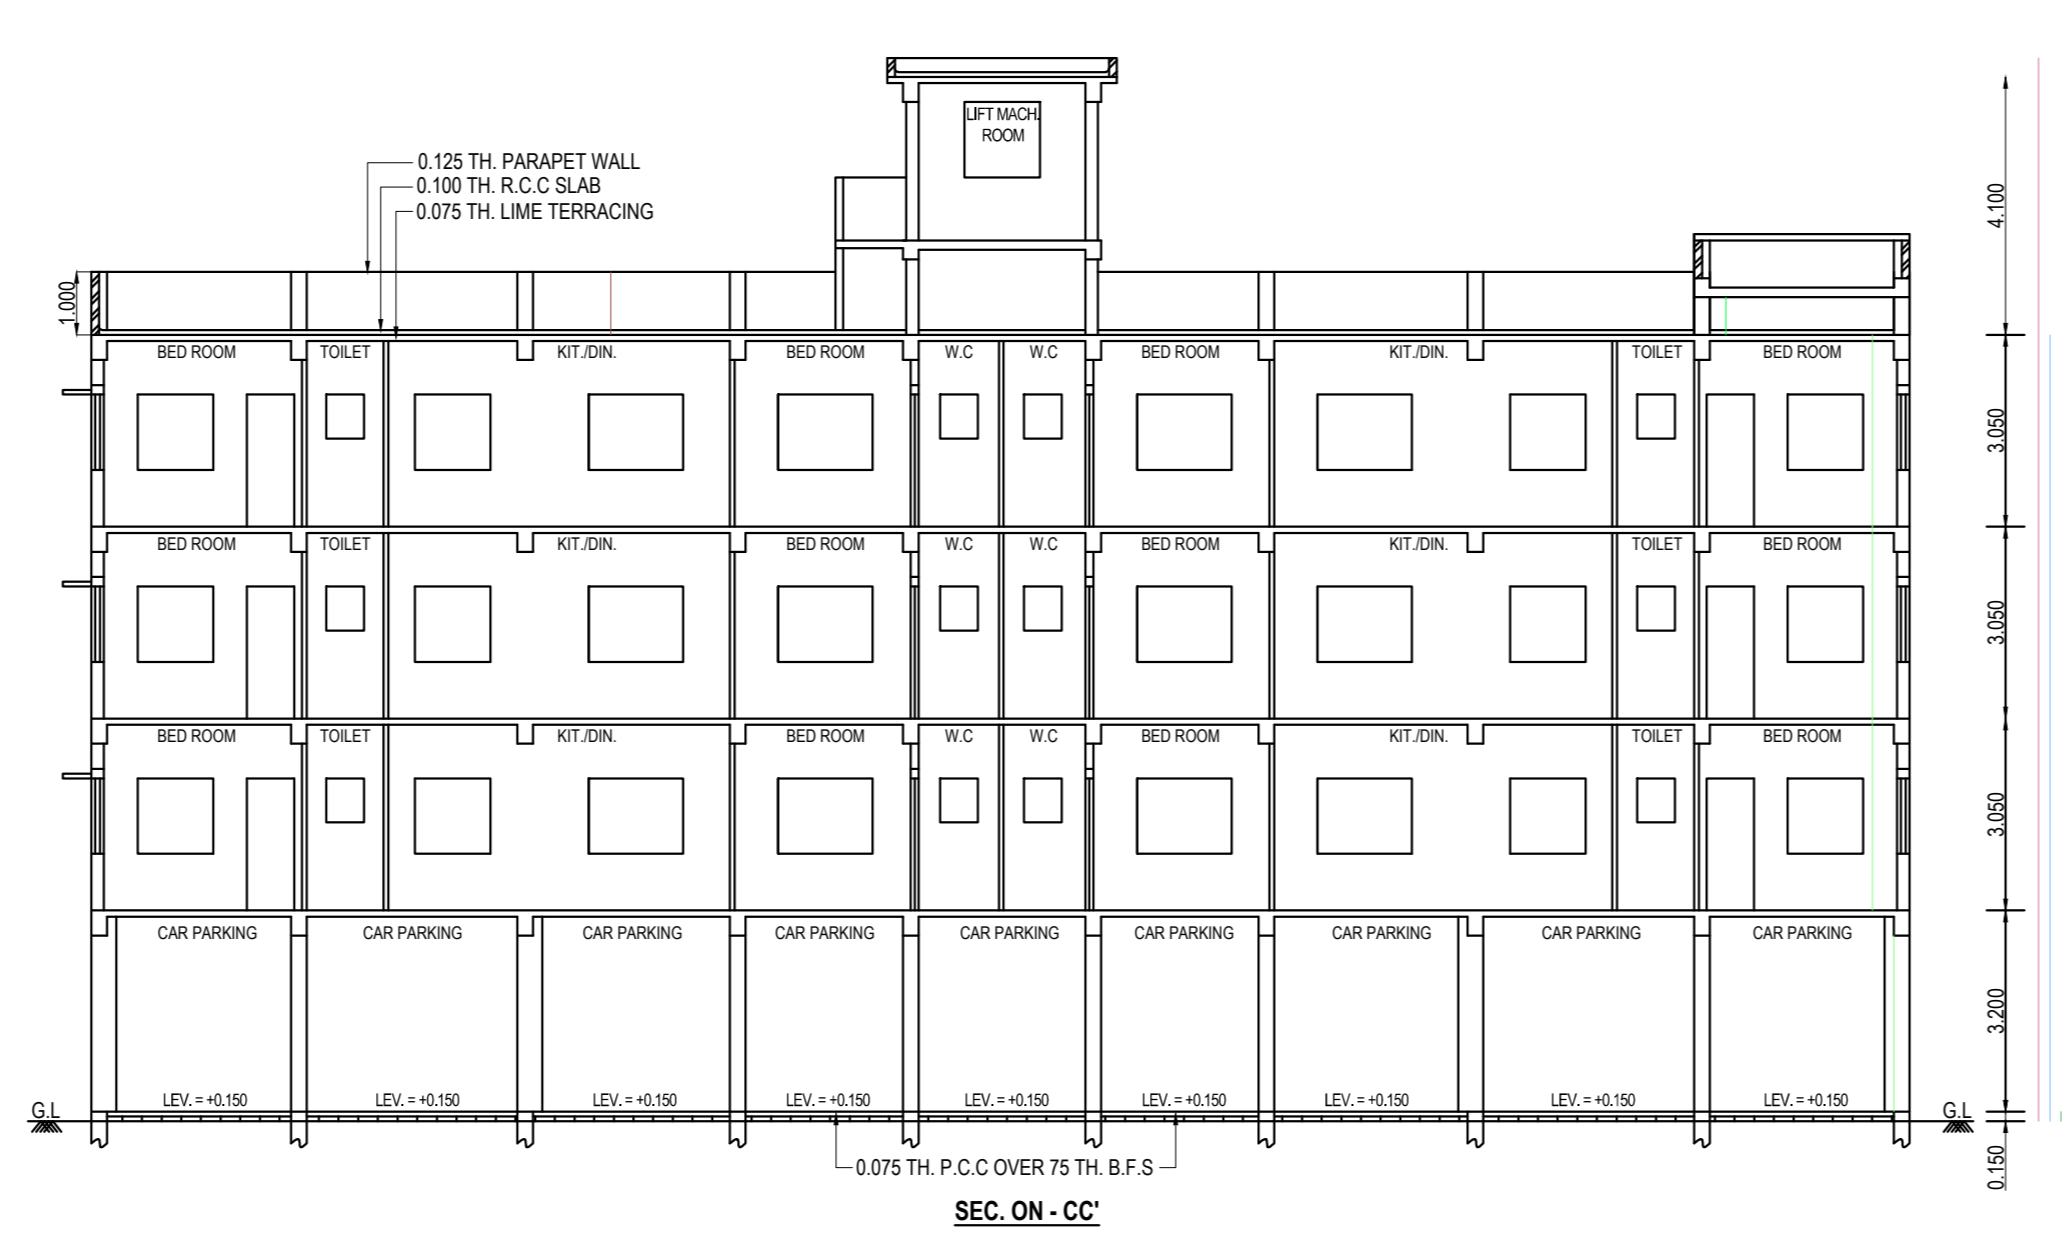 LIFT MACH.
ROOM
0.125 TH. PARAPET WALL
0.100 TH. R.C.C SLAB
0.075 TH. LIME TERRACING
4.100
1.000
BED ROOM TOILET KIT./DIN. BED ROOM W.C W.C BED ROOM KIT./DIN. TOILET BED ROOM
3.050
BED ROOM TOILET KIT./DIN. BED ROOM W.C W.C BED ROOM KIT./DIN. TOILET BED ROOM
3.050
BED ROOM TOILET KIT./DIN. BED ROOM W.C W.C BED ROOM KIT./DIN. TOILET BED ROOM
3.050
CAR PARKING CAR PARKING CAR PARKING CAR PARKING CAR PARKING CAR PARKING CAR PARKING CAR PARKING CAR PARKING
3.200
LEV. = +0.150 LEV. = +0.150 LEV. = +0.150 LEV. = +0.150 LEV. = +0.150 LEV. = +0.150 LEV. = +0.150 LEV. = +0.150 LEV. = +0.150
G.L G.L
0.075 TH. P.C.C OVER 75 TH. B.F.S
0.150
SEC. ON - CC'